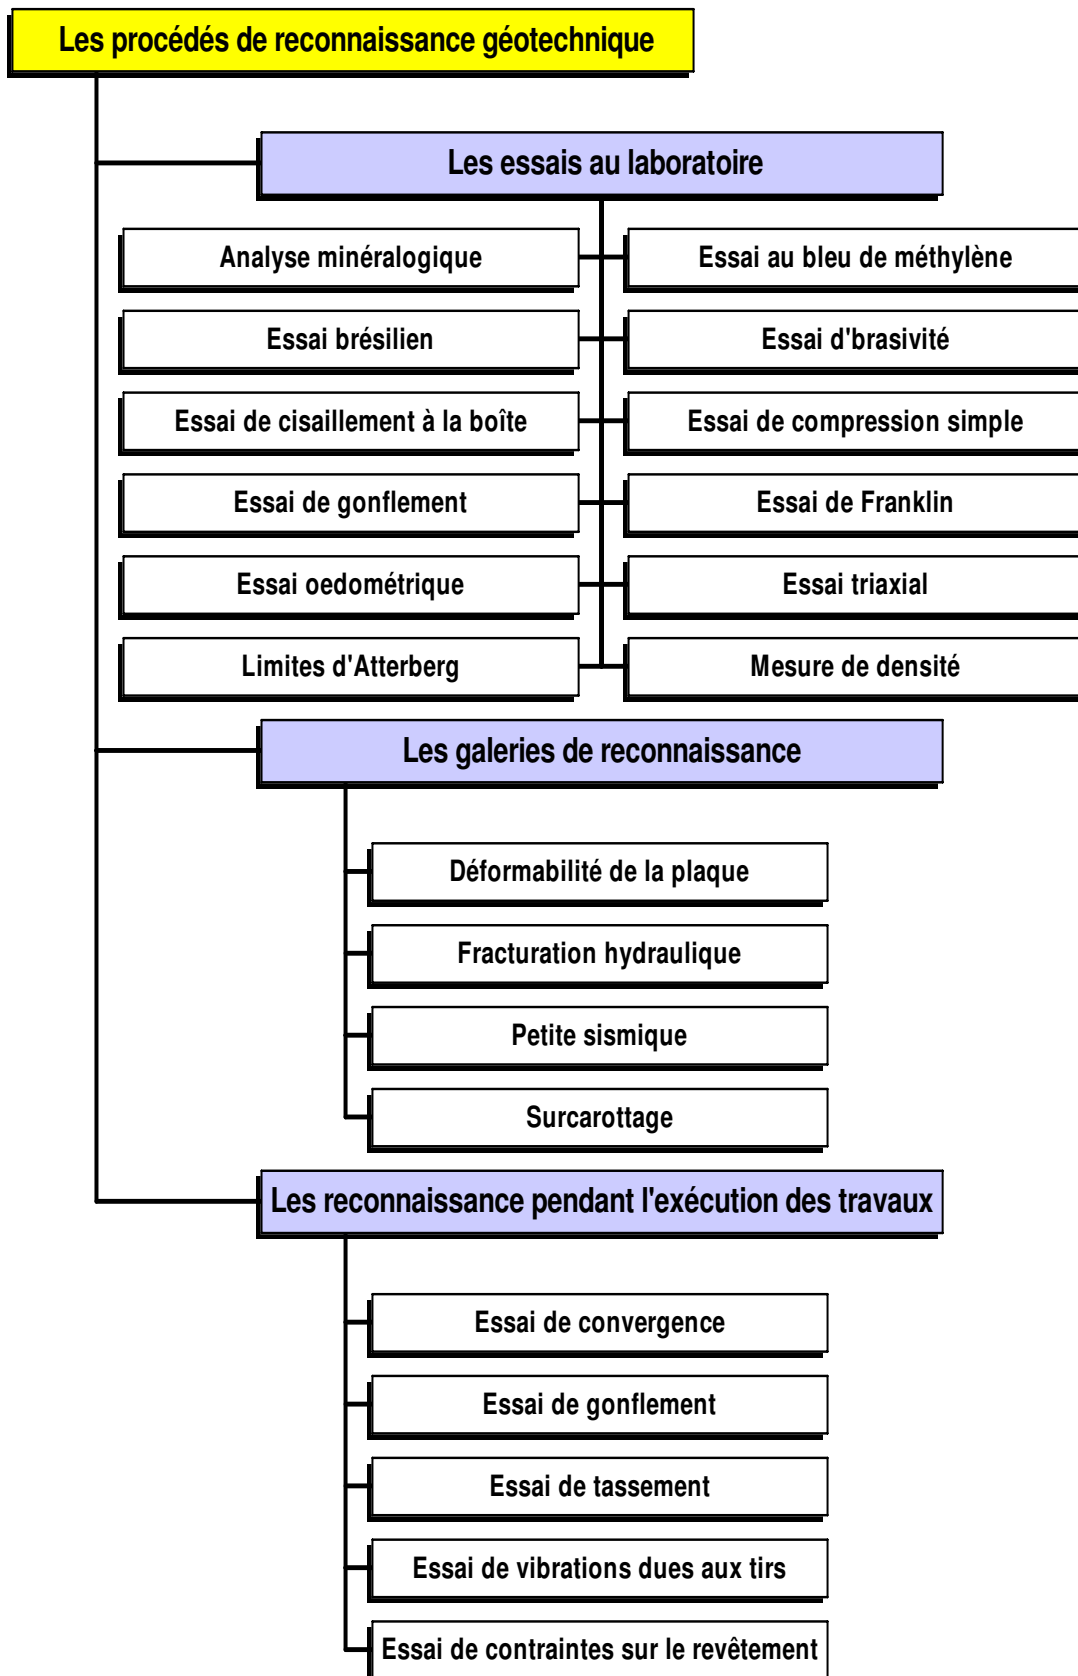 Les procédés de reconnaissance géotechnique
Les essais au laboratoire
Analyse minéralogique
Essai au bleu de méthylène
Essai brésilien
Essai d'brasivité
Essai de cisaillement à la boîte
Essai de compression simple
Essai de gonflement
Essai de Franklin
Essai oedométrique
Essai triaxial
Limites d'Atterberg
Mesure de densité
Les galeries de reconnaissance
Déformabilité de la plaque
Fracturation hydraulique
Petite sismique
Surcarottage
Les reconnaissance pendant l'exécution des travaux
Essai de convergence
Essai de gonflement
Essai de tassement
Essai de vibrations dues aux tirs
Essai de contraintes sur le revêtement